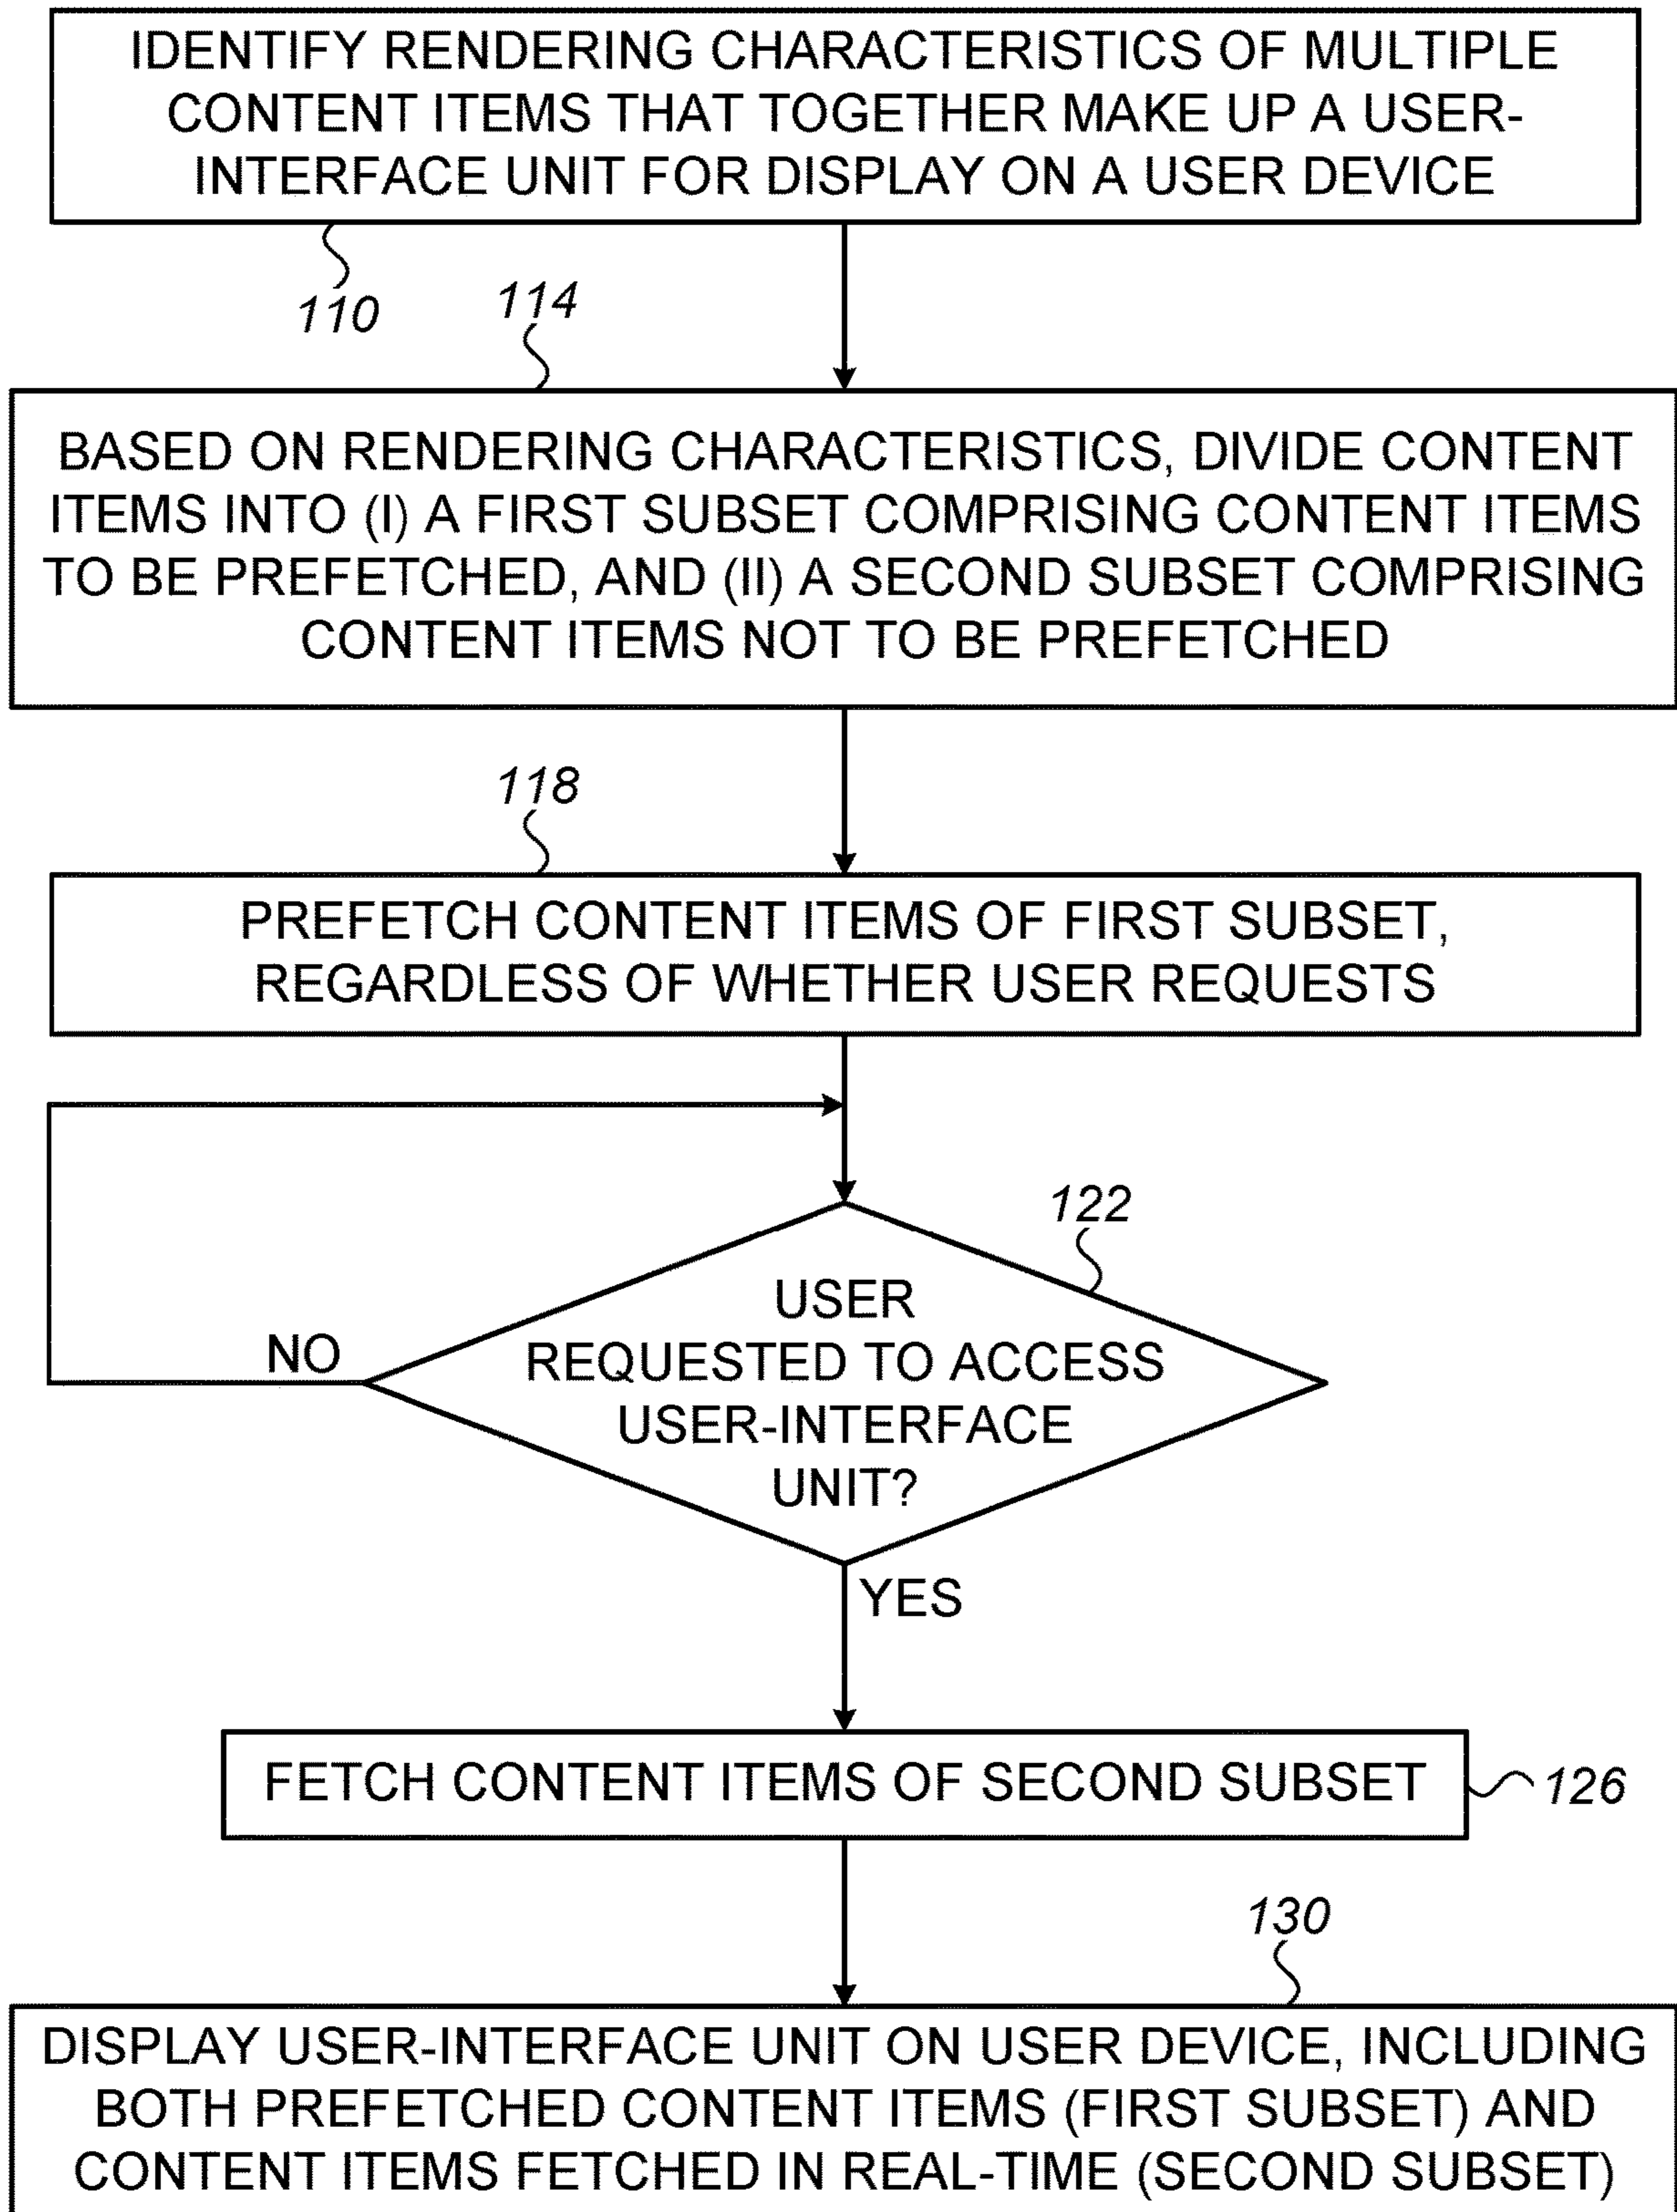 IDENTIFY RENDERING CHARACTERISTICS OF MULTIPLE
CONTENT ITEMS THAT TOGETHER MAKE UP A USER-
INTERFACE UNIT FOR DISPLAY ON A USER DEVICE
110
114
BASED ON RENDERING CHARACTERISTICS, DIVIDE CONTENT
ITEMS INTO (I) A FIRST SUBSET COMPRISING CONTENT ITEMS
TO BE PREFETCHED, AND (II) A SECOND SUBSET COMPRISING
CONTENT ITEMS NOT TO BE PREFETCHED
118
PREFETCH CONTENT ITEMS OF FIRST SUBSET,
REGARDLESS OF WHETHER USER REQUESTS
122
USER
REQUESTED TO ACCESS
USER-INTERFACE
UNIT?
NO
YES
FETCH CONTENT ITEMS OF SECOND SUBSET
126
130
DISPLAY USER-INTERFACE UNIT ON USER DEVICE, INCLUDING
BOTH PREFETCHED CONTENT ITEMS (FIRST SUBSET) AND
CONTENT ITEMS FETCHED IN REAL-TIME (SECOND SUBSET)